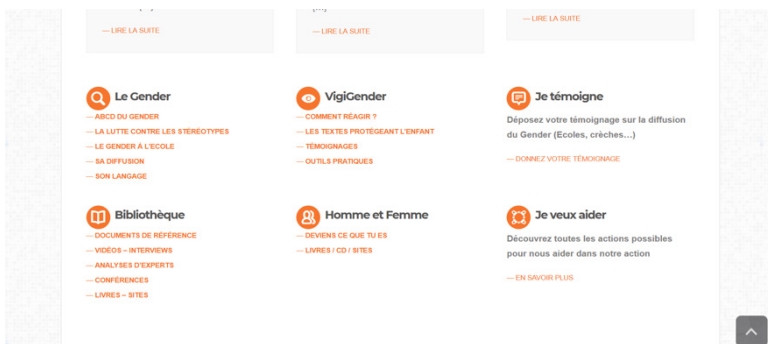 [...]
— LIRE LA SUITE
— LIRE LA SUITE
— LIRE LA SUITE
Le Gender
— ABCD DU GENDER
— LA LUTTE CONTRE LES STÉRÉOTYPES
— LE GENDER À L'ECOLE
— SA DIFFUSION
— SON LANGAGE
VigiGender
— COMMENT RÉAGIR ?
— LES TEXTES PROTÉGEANT L'ENFANT
— TÉMOIGNAGES
— OUTILS PRATIQUES
Je témoigne
Déposez votre témoignage sur la diffusion
du Gender (Ecoles, crèches…)
— DONNEZ VOTRE TÉMOIGNAGE
Bibliothèque
— DOCUMENTS DE RÉFÉRENCE
— VIDÉOS – INTERVIEWS
— ANALYSES D'EXPERTS
— CONFÉRENCES
— LIVRES – SITES
Homme et Femme
— DEVIENS CE QUE TU ES
— LIVRES / CD / SITES
Je veux aider
Découvrez toutes les actions possibles
pour nous aider dans notre action
— EN SAVOIR PLUS